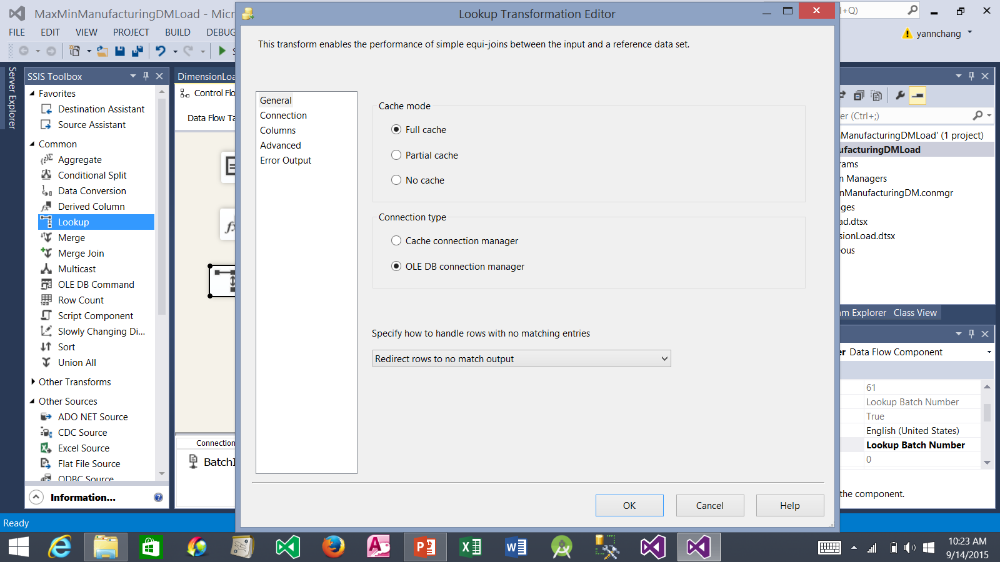 MaxMinManufacturingDMLoad - Micr
Lookup Transformation Editor
l+Q)
FILE EDIT VIEW PROJECT BUILD DEBUG
yannchang
This transform enables the performance of simple equi-joins between the input and a reference data set.
Server Explorer
SSIS Toolbox
Favorites
Destination Assistant
Source Assistant
Common
Aggregate
Conditional Split
Data Conversion
Derived Column
Lookup
Merge
Merge Join
Multicast
OLE DB Command
Row Count
Script Component
Slowly Changing Di...
Sort
Union All
Other Transforms
Other Sources
ADO NET Source
CDC Source
Excel Source
Flat File Source
ODBC Source
Information...
DimensionLoa
Control Flo
Data Flow Ta
Connection
BatchI
General
Connection
Columns
Advanced
Error Output
Cache mode
Full cache
Partial cache
No cache
Connection type
Cache connection manager
OLE DB connection manager
Specify how to handle rows with no matching entries
Redirect rows to no match output
OK Cancel Help
er (Ctrl+;)
nManufacturingDMLoad' (1 project)
ufacturingDMLoad
rams
n Managers
nManufacturingDM.conmgr
ges
ad.dtsx
sionLoad.dtsx
ous
m Explorer Class View
er Data Flow Component
61
Lookup Batch Number
True
English (United States)
Lookup Batch Number
0
the component.
Ready
10:23 AM
9/14/2015